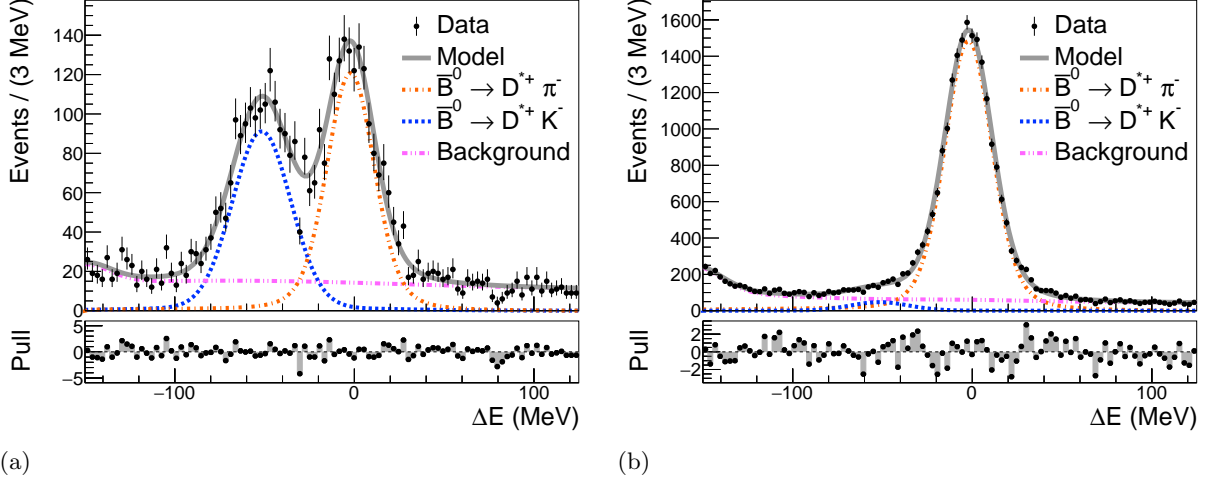 Events / (3 MeV)
160
140
120
100
80
60
40
20
0
Data
Model
B̅⁰ → D*⁺ π⁻
B̅⁰ → D*⁺ K⁻
Background
Pull
5
0
−5
−100
0
100
ΔE (MeV)
(a)
Events / (3 MeV)
1600
1400
1200
1000
800
600
400
200
0
Data
Model
B̅⁰ → D*⁺ π⁻
B̅⁰ → D*⁺ K⁻
Background
Pull
2
0
−2
−100
0
100
ΔE (MeV)
(b)